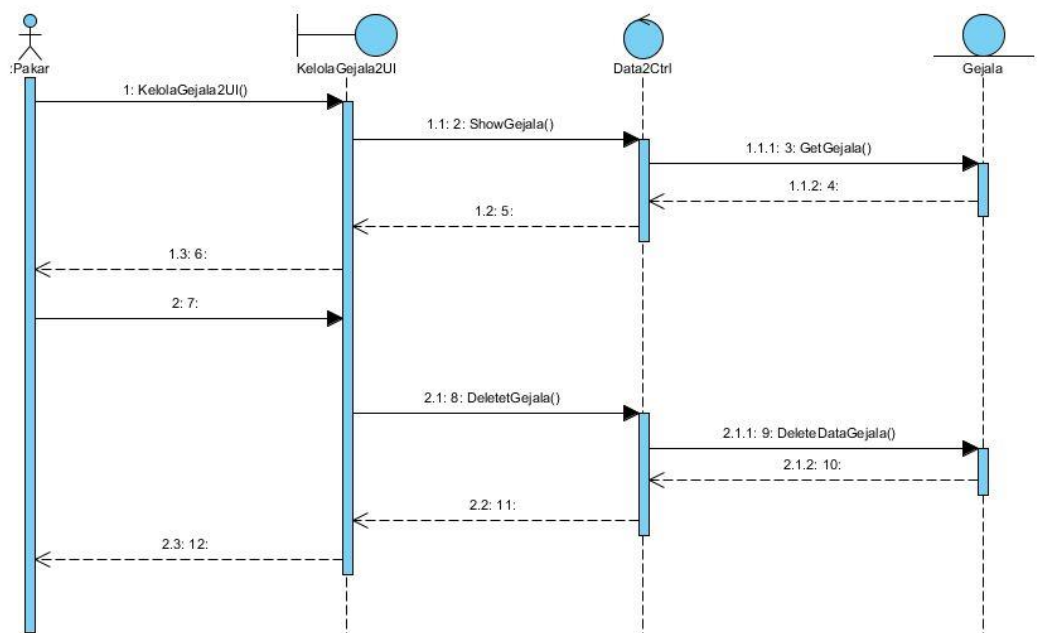 :Pakar
KelolaGejala2UI
Data2Ctrl
Gejala
1: KelolaGejala2UI()
1.1: 2: ShowGejala()
1.1.1: 3: GetGejala()
1.1.2: 4:
1.2: 5:
1.3: 6:
2: 7:
2.1: 8: DeletetGejala()
2.1.1: 9: DeleteDataGejala()
2.1.2: 10:
2.2: 11:
2.3: 12: